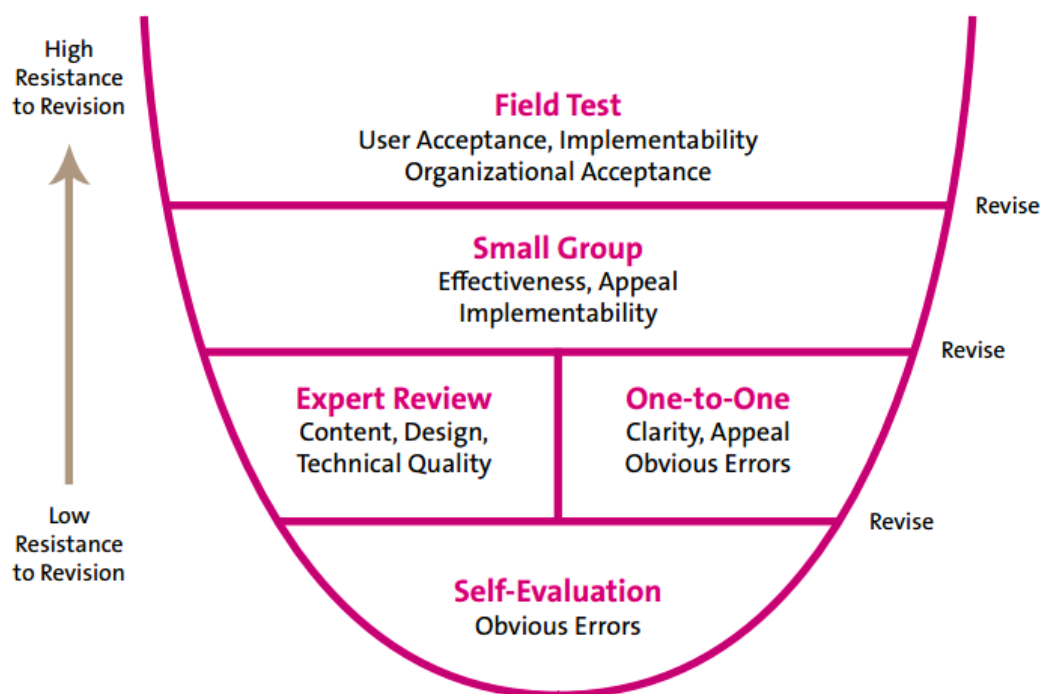 High
Resistance
to Revision
Field Test
User Acceptance, Implementability
Organizational Acceptance
Revise
Small Group
Effectiveness, Appeal
Implementability
Revise
Expert Review
Content, Design,
Technical Quality
One-to-One
Clarity, Appeal
Obvious Errors
Revise
Low
Resistance
to Revision
Self-Evaluation
Obvious Errors